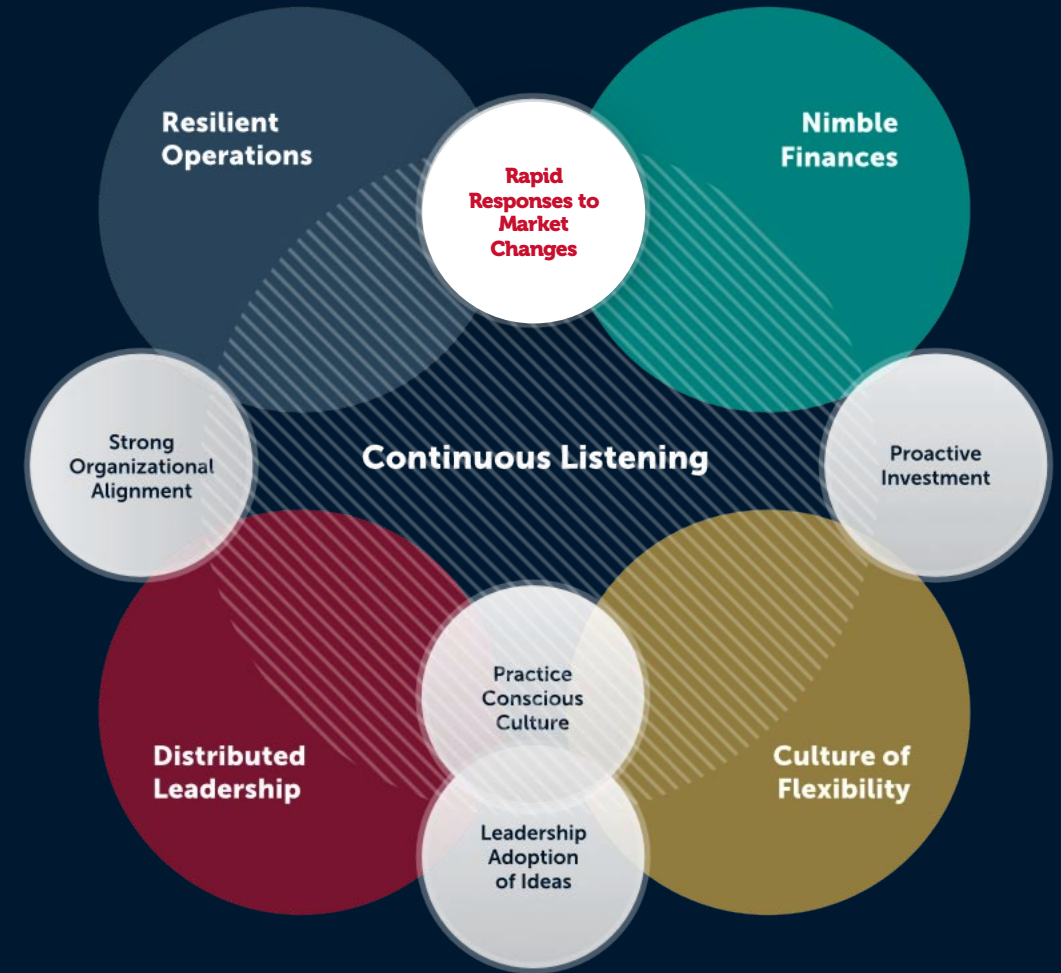 Resilient
Operations
Nimble
Finances
Rapid
Responses to
Market
Changes
Strong
Organizational
Alignment
Continuous Listening
Proactive
Investment
Practice
Conscious
Culture
Distributed
Leadership
Culture of
Flexibility
Leadership
Adoption
of Ideas